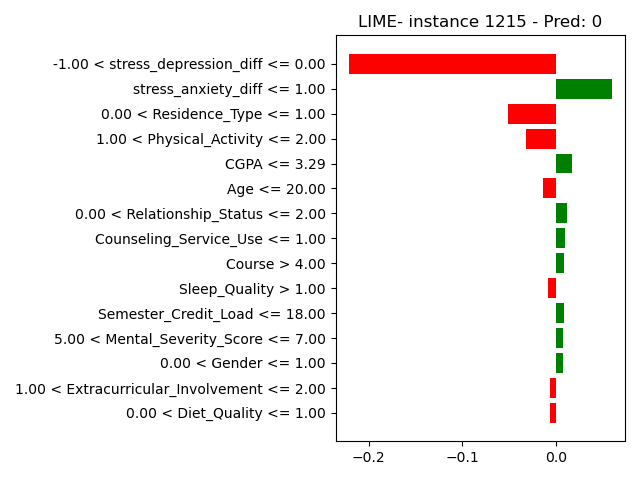 LIME- instance 1215 - Pred: 0
-1.00 < stress_depression_diff <= 0.00
stress_anxiety_diff <= 1.00
0.00 < Residence_Type <= 1.00
1.00 < Physical_Activity <= 2.00
CGPA <= 3.29
Age <= 20.00
0.00 < Relationship_Status <= 2.00
Counseling_Service_Use <= 1.00
Course > 4.00
Sleep_Quality > 1.00
Semester_Credit_Load <= 18.00
5.00 < Mental_Severity_Score <= 7.00
0.00 < Gender <= 1.00
1.00 < Extracurricular_Involvement <= 2.00
0.00 < Diet_Quality <= 1.00
−0.2 −0.1 0.0